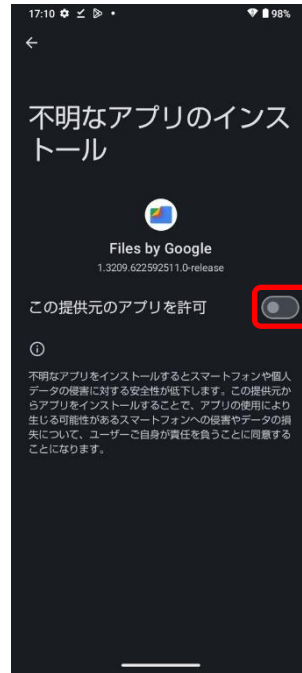 17:10
98%
不明なアプリのインス
トール
Files by Google
1.3209.622592511.0-release
この提供元のアプリを許可
不明なアプリをインストールするとスマートフォンや個人
データの侵害に対する安全性が低下します。この提供元か
らアプリをインストールすることで、アプリの使用により
生じる可能性があるスマートフォンへの侵害やデータの損
失について、ユーザーご自身が責任を負うことに同意する
ことになります。